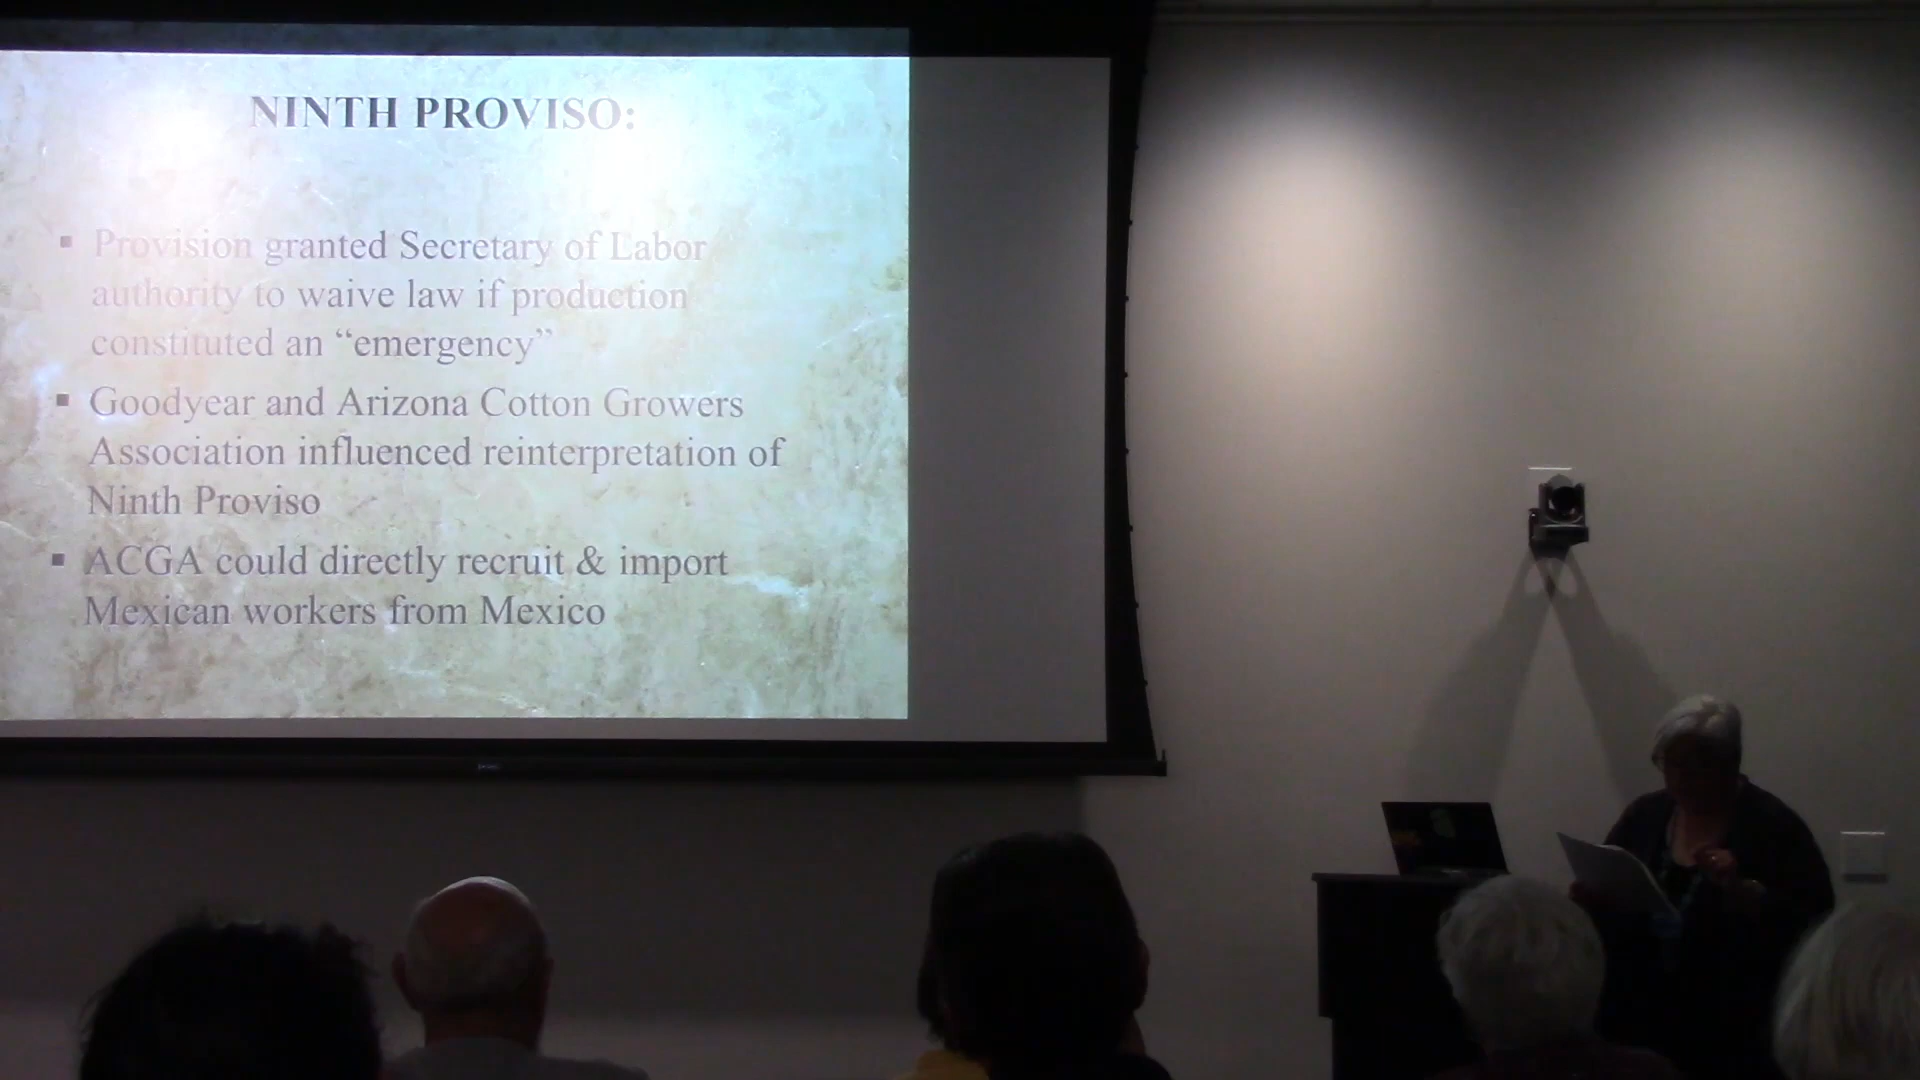 NINTH PROVISO:
▪ Provision granted Secretary of Labor
authority to waive law if production
constituted an “emergency”
▪ Goodyear and Arizona Cotton Growers
Association influenced reinterpretation of
Ninth Proviso
▪ ACGA could directly recruit & import
Mexican workers from Mexico